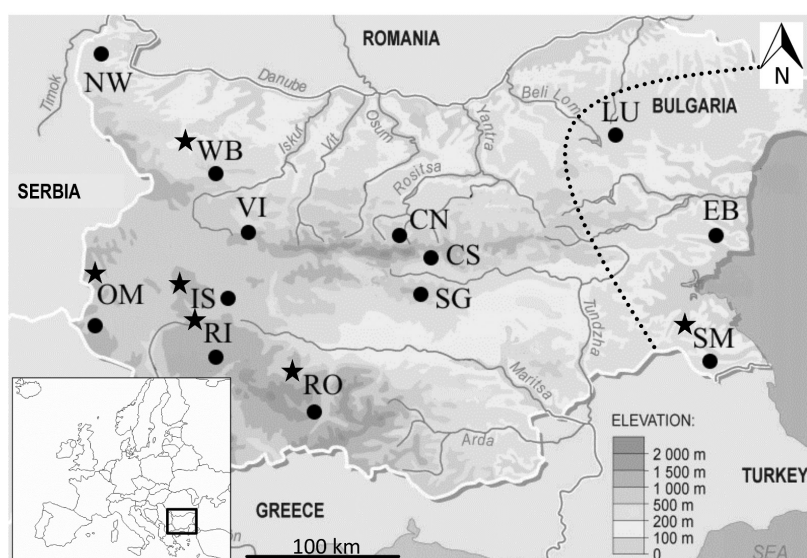 ROMANIA
N
NW
Timok
Danube
Beli Lom
LU
BULGARIA
Iskur
Vit
Osum
Yantra
WB
Rositsa
SERBIA
VI
CN
EB
CS
OM
IS
SG
Tundzha
RI
SM
RO
Maritsa
Arda
ELEVATION:
2 000 m
1 500 m
1 000 m
500 m
200 m
100 m
0
TURKEY
GREECE
100 km
SEA